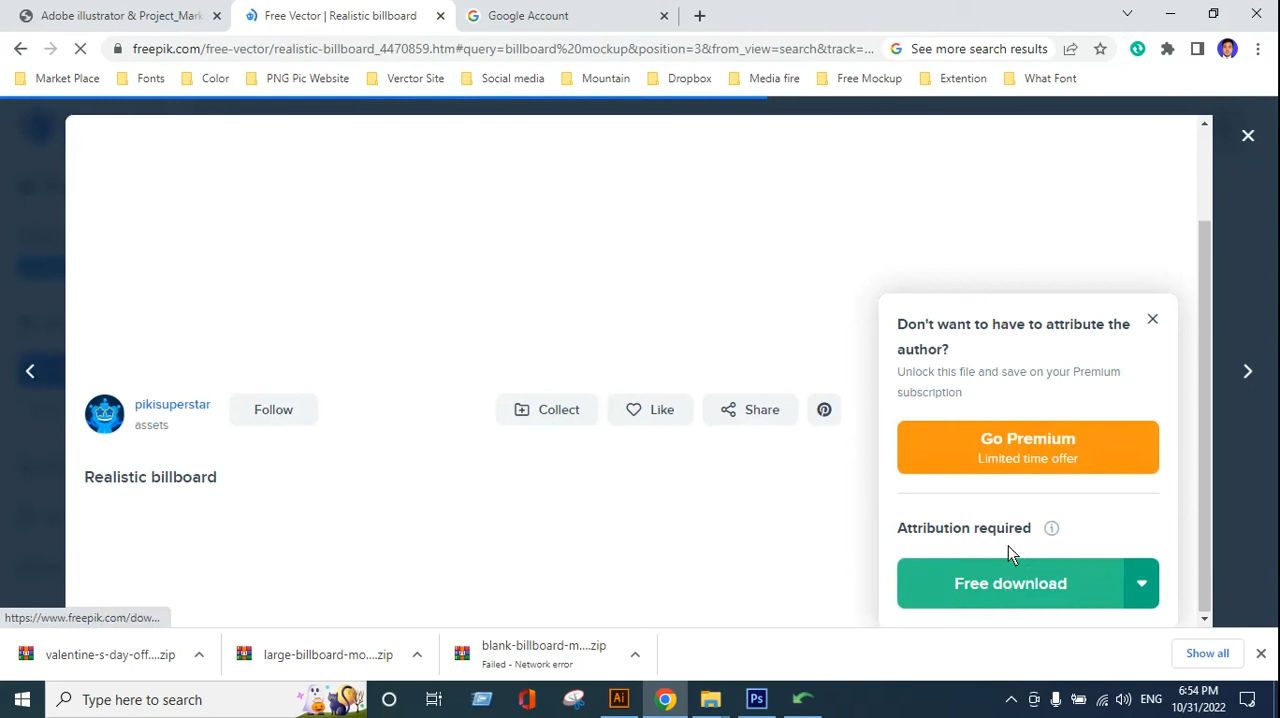 Adobe illustrator & Project_Mark
Free Vector | Realistic billboard
Google Account
freepik.com/free-vector/realistic-billboard_4470859.htm#query=billboard%20mockup&position=3&from_view=search&track=...
See more search results
Market Place
Fonts
Color
PNG Pic Website
Verctor Site
Social media
Mountain
Dropbox
Media fire
Free Mockup
Extention
What Font
Don't want to have to attribute the
author?
Unlock this file and save on your Premium
subscription
Go Premium
Limited time offer
pikisuperstar
assets
Follow
Collect
Like
Share
Realistic billboard
Attribution required
Free download
https://www.freepik.com/dow...
valentine-s-day-off....zip
large-billboard-mo....zip
blank-billboard-m....zip
Failed - Network error
Show all
Type here to search
Ai
Ps
ENG
6:54 PM
10/31/2022